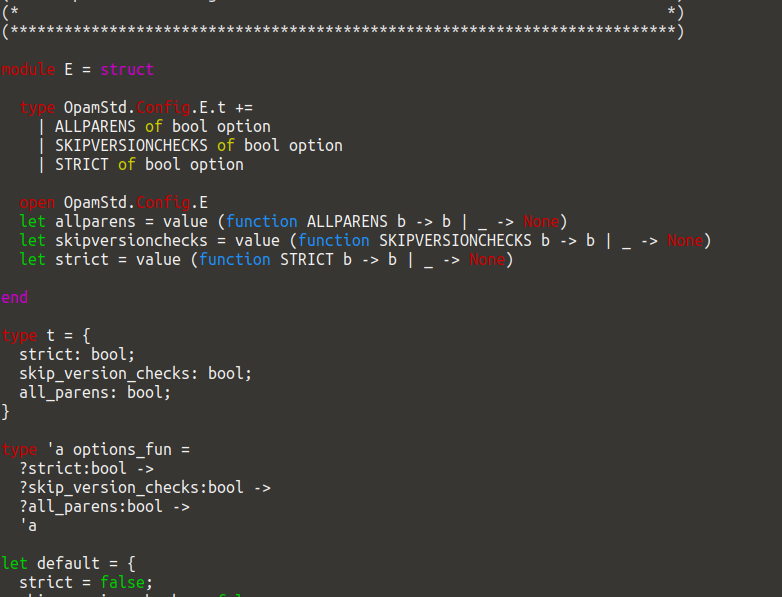 (*                                                                        *)
(**************************************************************************)

module E = struct

  type OpamStd.Config.E.t +=
    | ALLPARENS of bool option
    | SKIPVERSIONCHECKS of bool option
    | STRICT of bool option

  open OpamStd.Config.E
  let allparens = value (function ALLPARENS b -> b | _ -> None)
  let skipversionchecks = value (function SKIPVERSIONCHECKS b -> b | _ -> None)
  let strict = value (function STRICT b -> b | _ -> None)

end

type t = {
  strict: bool;
  skip_version_checks: bool;
  all_parens: bool;
}

type 'a options_fun =
  ?strict:bool ->
  ?skip_version_checks:bool ->
  ?all_parens:bool ->
  'a

let default = {
  strict = false;